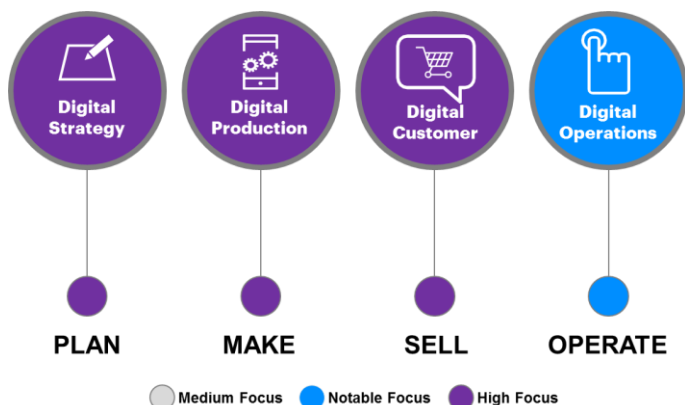 Digital
Strategy
Digital
Production
Digital
Customer
Digital
Operations
PLAN
MAKE
SELL
OPERATE
Medium Focus
Notable Focus
High Focus